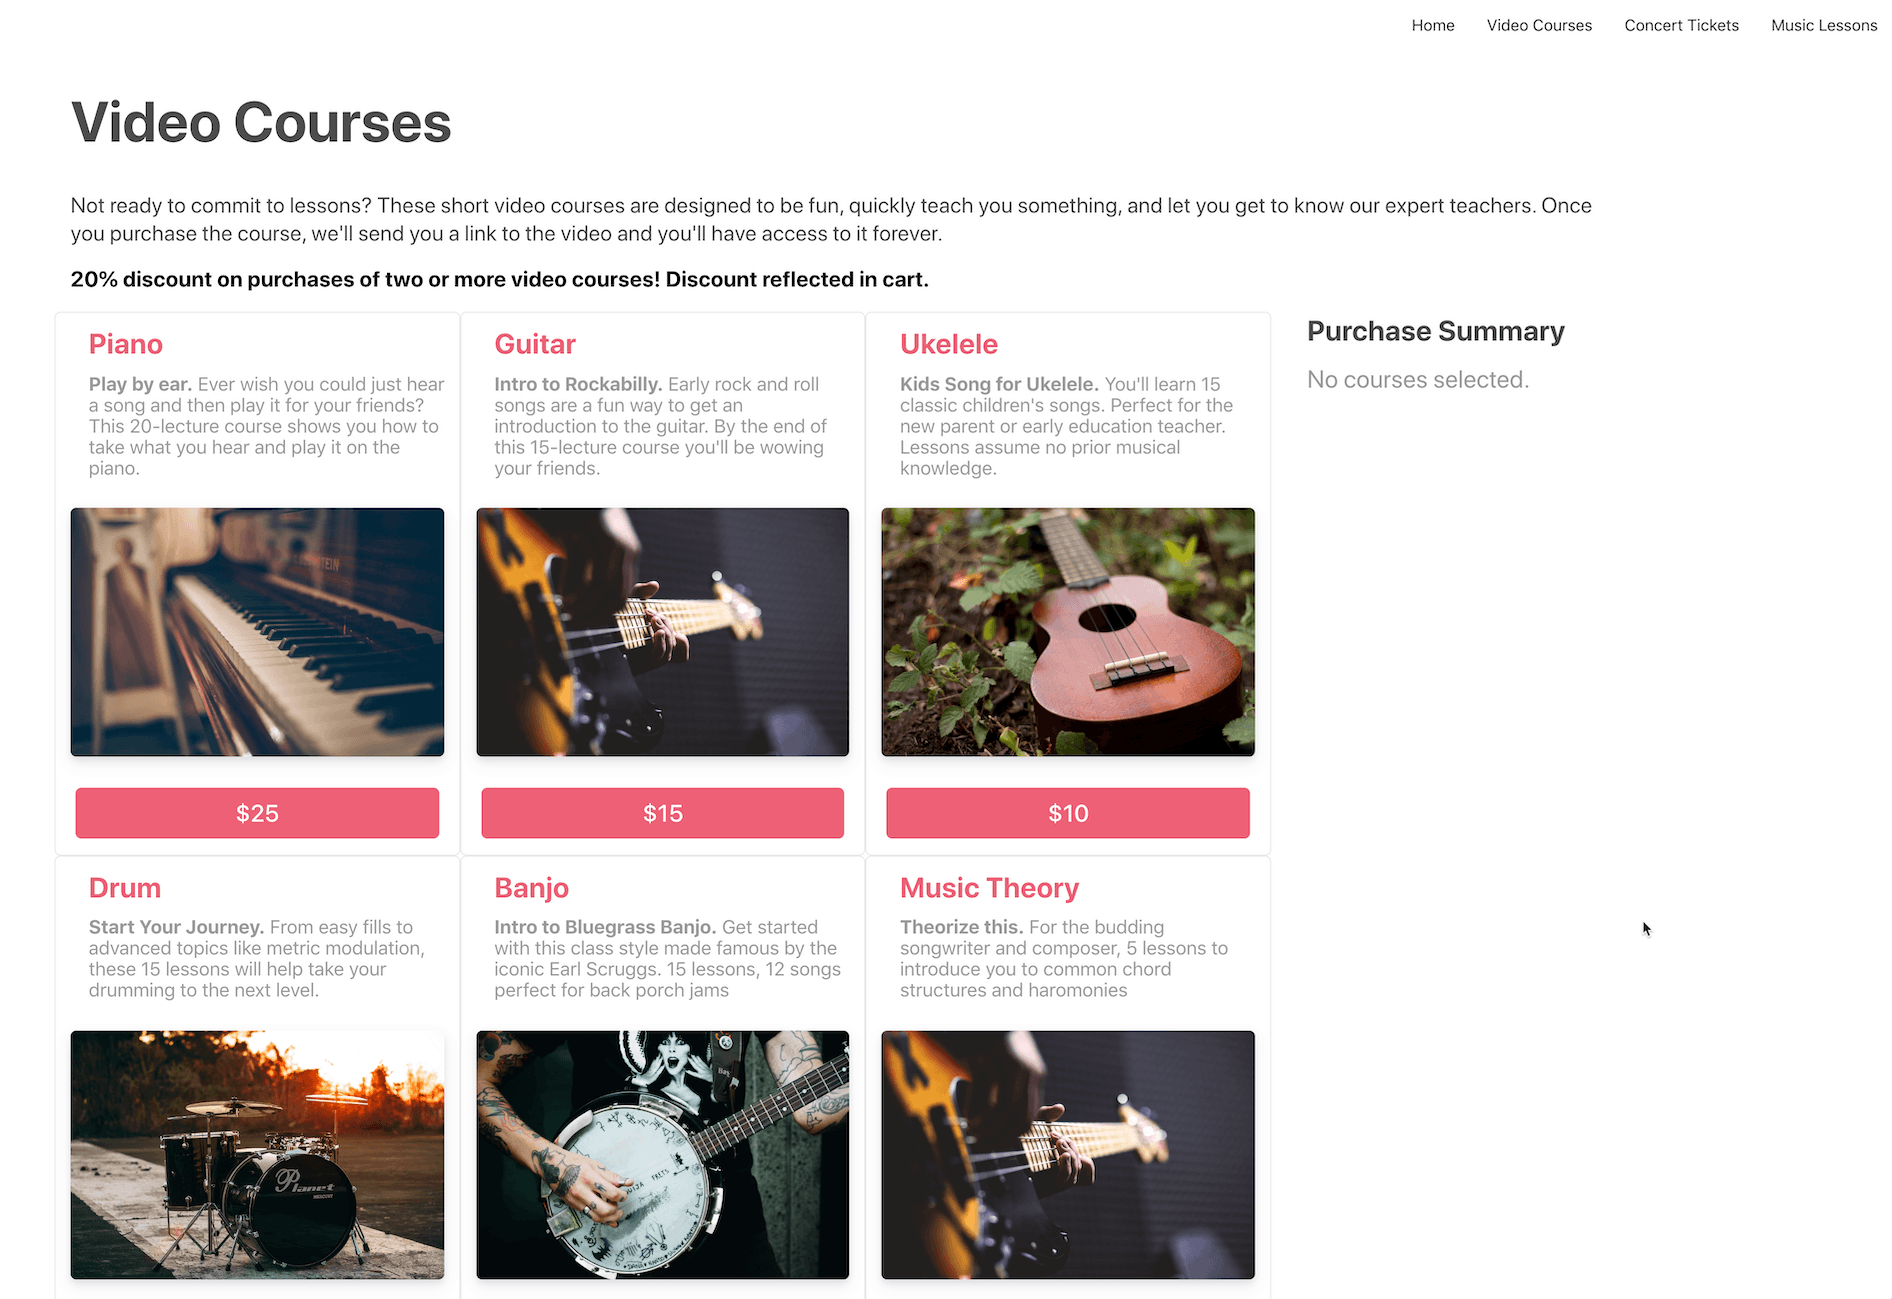 Home Video Courses Concert Tickets Music Lessons
Video Courses
Not ready to commit to lessons? These short video courses are designed to be fun, quickly teach you something, and let you get to know our expert teachers. Once
you purchase the course, we'll send you a link to the video and you'll have access to it forever.
20% discount on purchases of two or more video courses! Discount reflected in cart.
Piano
Play by ear. Ever wish you could just hear
a song and then play it for your friends?
This 20-lecture course shows you how to
take what you hear and play it on the
piano.
$25
Guitar
Intro to Rockabilly. Early rock and roll
songs are a fun way to get an
introduction to the guitar. By the end of
this 15-lecture course you'll be wowing
your friends.
$15
Ukelele
Kids Song for Ukelele. You'll learn 15
classic children's songs. Perfect for the
new parent or early education teacher.
Lessons assume no prior musical
knowledge.
$10
Purchase Summary
No courses selected.
Drum
Start Your Journey. From easy fills to
advanced topics like metric modulation,
these 15 lessons will help take your
drumming to the next level.
Planet
Banjo
Intro to Bluegrass Banjo. Get started
with this class style made famous by the
iconic Earl Scruggs. 15 lessons, 12 songs
perfect for back porch jams
Music Theory
Theorize this. For the budding
songwriter and composer, 5 lessons to
introduce you to common chord
structures and haromonies